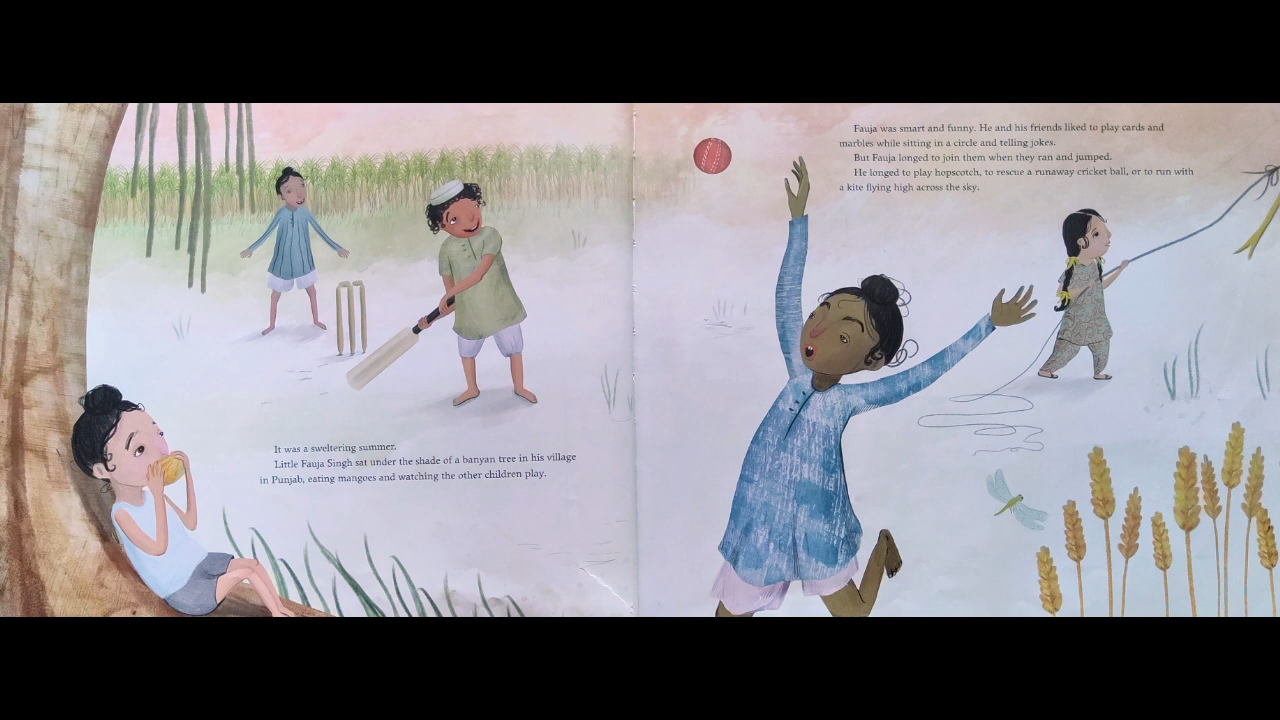 It was a sweltering summer.
Little Fauja Singh sat under the shade of a banyan tree in his village
in Punjab, eating mangoes and watching the other children play.
Fauja was smart and funny. He and his friends liked to play cards and
marbles while sitting in a circle and telling jokes.
But Fauja longed to join them when they ran and jumped.
He longed to play hopscotch, to rescue a runaway cricket ball, or to run with
a kite flying high across the sky.